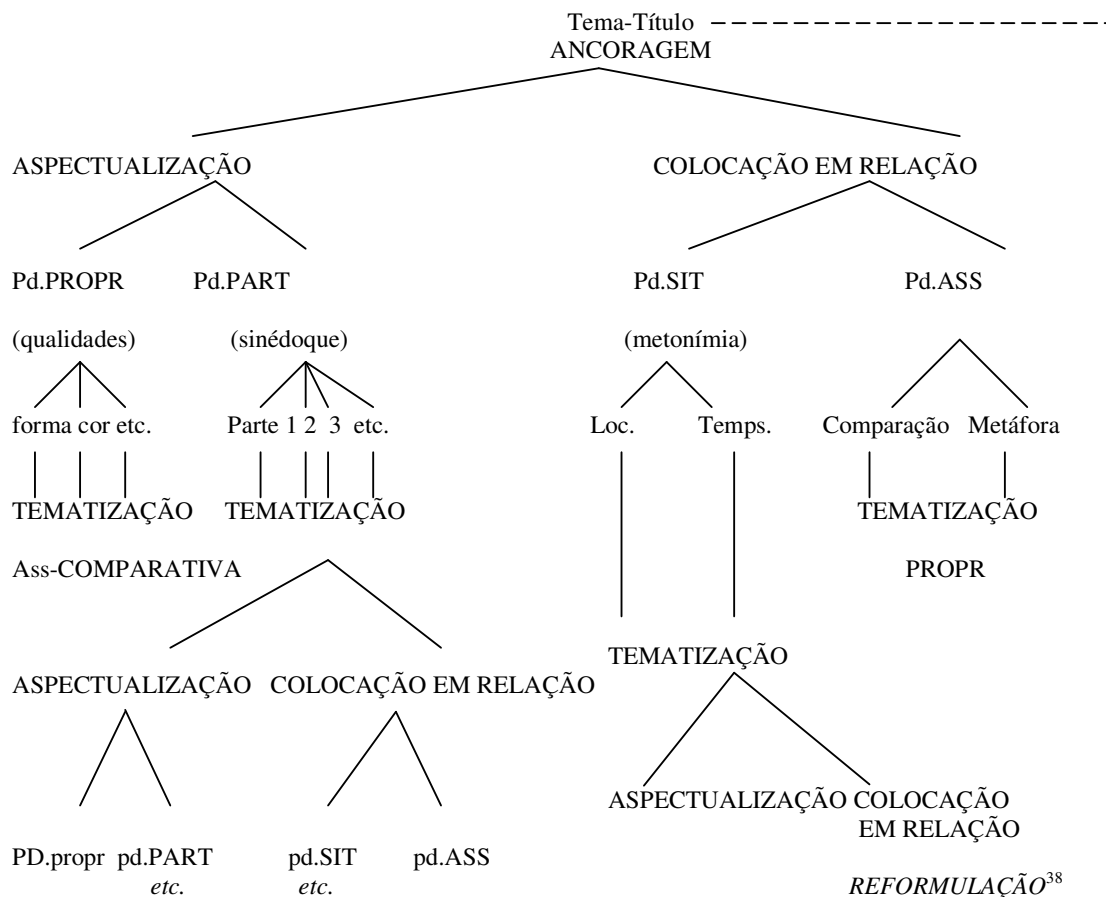 Tema-Título
ANCORAGEM
ASPECTUALIZAÇÃO COLOCAÇÃO EM RELAÇÃO
Pd.PROPR Pd.PART Pd.SIT Pd.ASS
(qualidades) (sinédoque) (metonímia)
forma cor etc. Parte 1 2 3 etc. Loc. Temps. Comparação Metáfora
TEMATIZAÇÃO TEMATIZAÇÃO TEMATIZAÇÃO
Ass-COMPARATIVA PROPR
TEMATIZAÇÃO
ASPECTUALIZAÇÃO COLOCAÇÃO EM RELAÇÃO
ASPECTUALIZAÇÃO COLOCAÇÃO
EM RELAÇÃO
PD.propr pd.PART pd.SIT pd.ASS
etc. etc. REFORMULAÇÃO³⁸